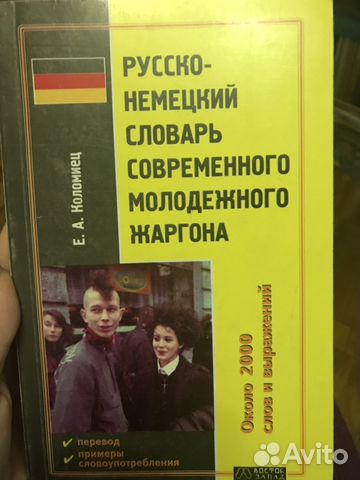 РУССКО-
НЕМЕЦКИЙ
СЛОВАРЬ
СОВРЕМЕННОГО
МОЛОДЕЖНОГО
ЖАРГОНА
Е. А. Коломиец
Около 2000
слов и выражений
✓ перевод
✓ примеры
словоупотребления
ВОСТОК
ЗАПАД
Avito